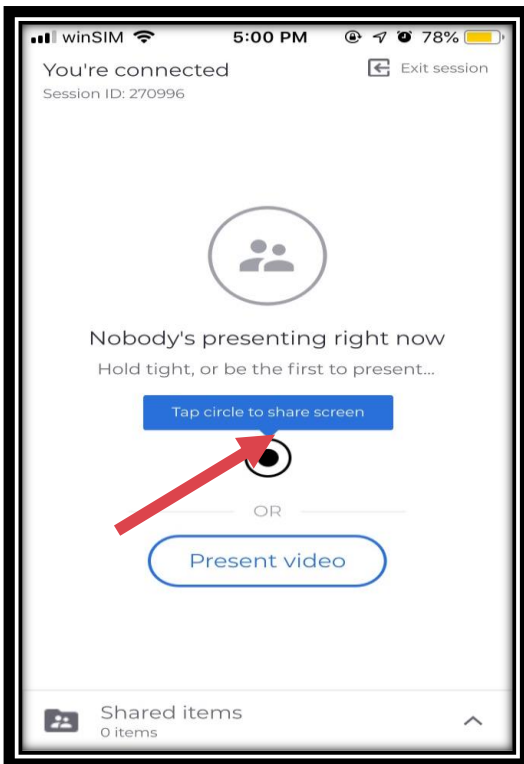 winSIM 5:00 PM 78%
You're connected Exit session
Session ID: 270996
Nobody's presenting right now
Hold tight, or be the first to present...
Tap circle to share screen
OR
Present video
Shared items
0 items